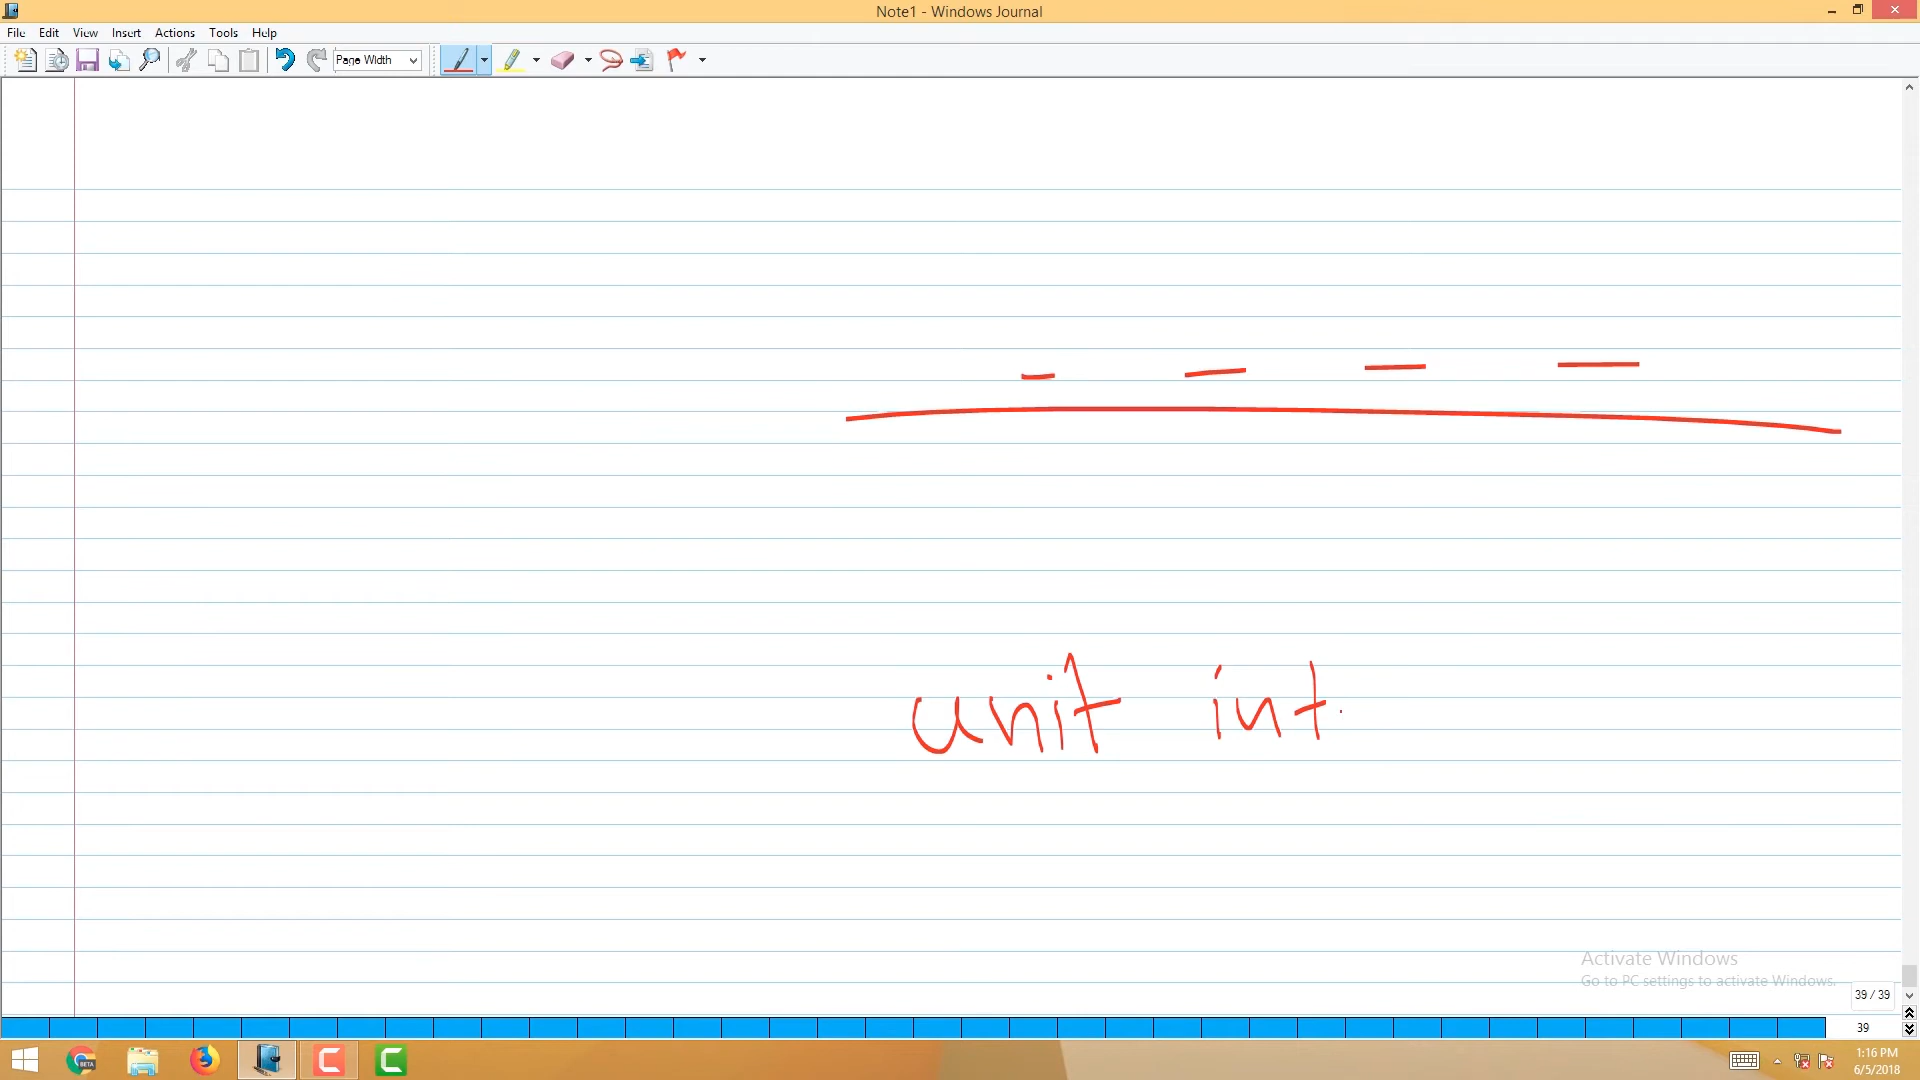 Note1 - Windows Journal
File Edit View Insert Actions Tools Help
Page Width
unit int
Activate Windows
Go to PC settings to activate Windows.
39 / 39
39
BETA
1:16 PM
6/5/2018